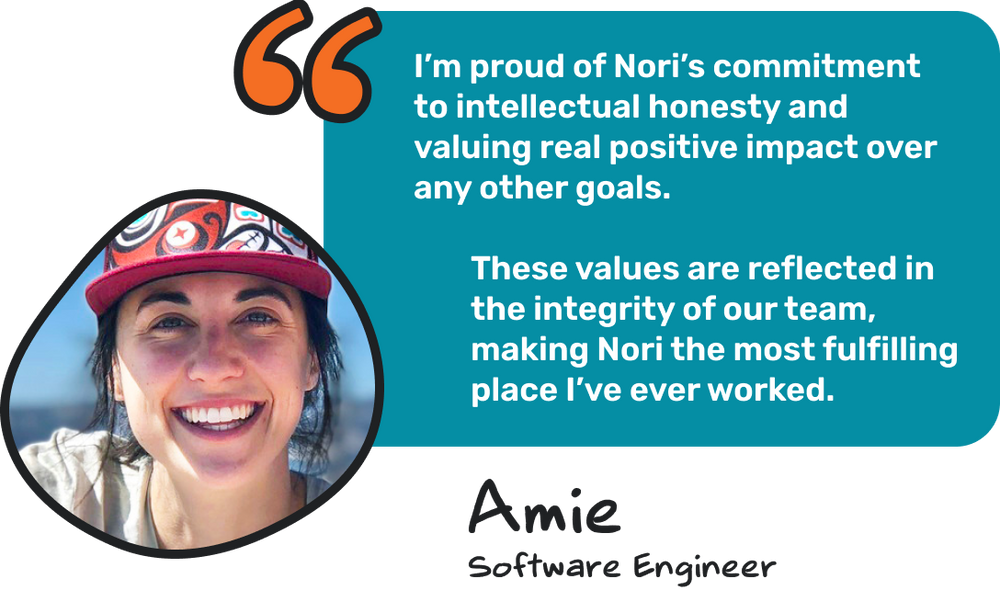 I’m proud of Nori’s commitment
to intellectual honesty and
valuing real positive impact over
any other goals.
These values are reflected in
the integrity of our team,
making Nori the most fulfilling
place I’ve ever worked.
Amie
Software Engineer